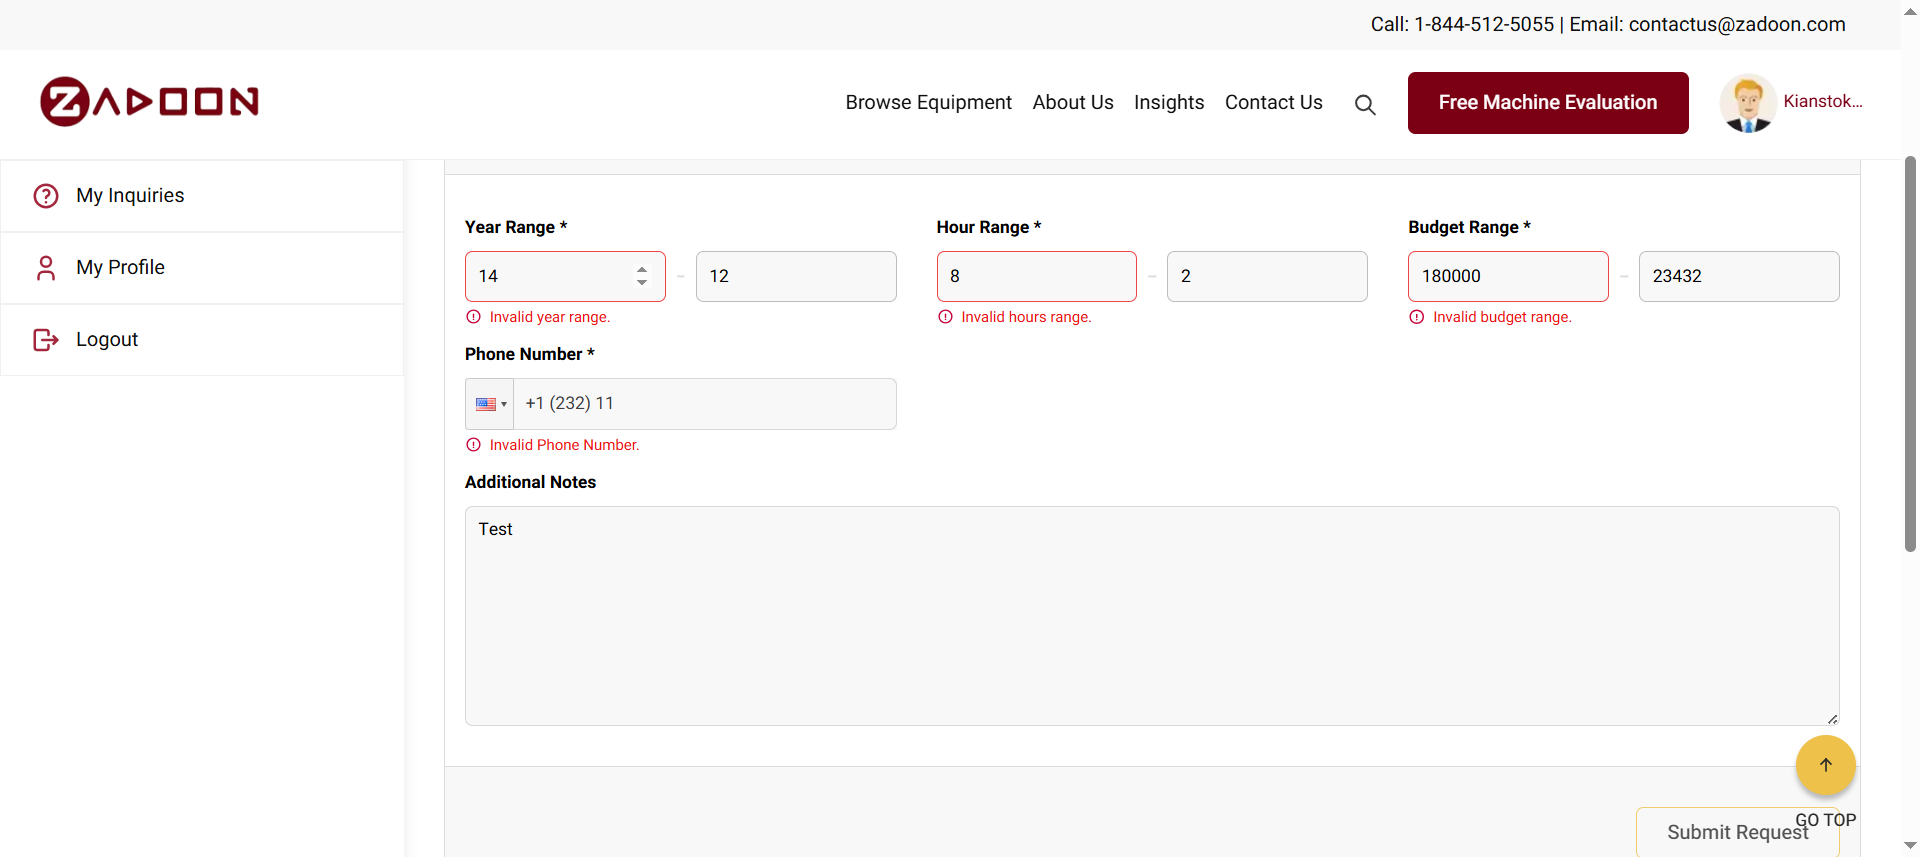 Call: 1-844-512-5055 | Email: contactus@zadoon.com
ZADOON
Browse Equipment About Us Insights Contact Us Free Machine Evaluation Kianstok...
My Inquiries
My Profile
Logout
Year Range * Hour Range * Budget Range *
14 - 12 8 - 2 180000 - 23432
Invalid year range. Invalid hours range. Invalid budget range.
Phone Number *
+1 (232) 11
Invalid Phone Number.
Additional Notes
Test
GO TOP
Submit Request